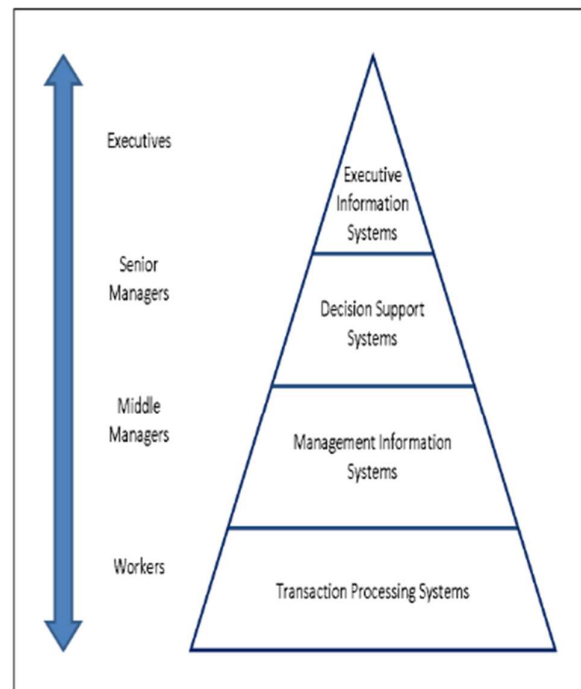 Executives
Executive
Information
Systems
Senior
Managers
Decision Support
Systems
Middle
Managers
Management Information
Systems
Workers
Transaction Processing Systems